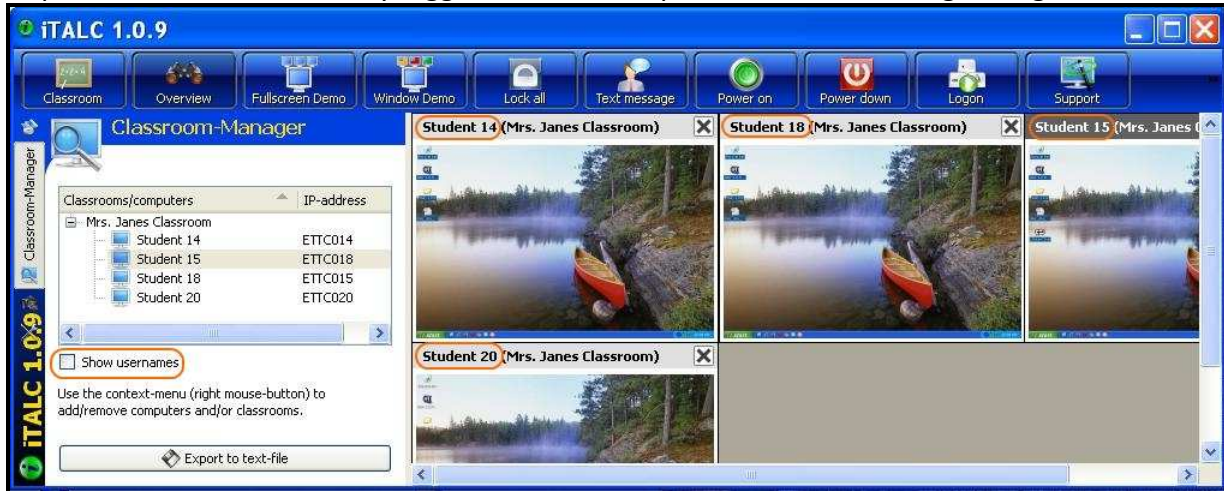 iTALC 1.0.9
Classroom
Overview
Fullscreen Demo
Window Demo
Lock all
Text message
Power on
Power down
Logon
Support
Classroom-Manager
iTALC 1.0.9
Classroom-Manager
Classrooms/computers IP-address
Mrs. Janes Classroom
Student 14 ETTC014
Student 15 ETTC018
Student 18 ETTC015
Student 20 ETTC020
Show usernames
Use the context-menu (right mouse-button) to
add/remove computers and/or classrooms.
Export to text-file
Student 14 (Mrs. Janes Classroom)
Student 18 (Mrs. Janes Classroom)
Student 15 (Mrs. Janes
Student 20 (Mrs. Janes Classroom)